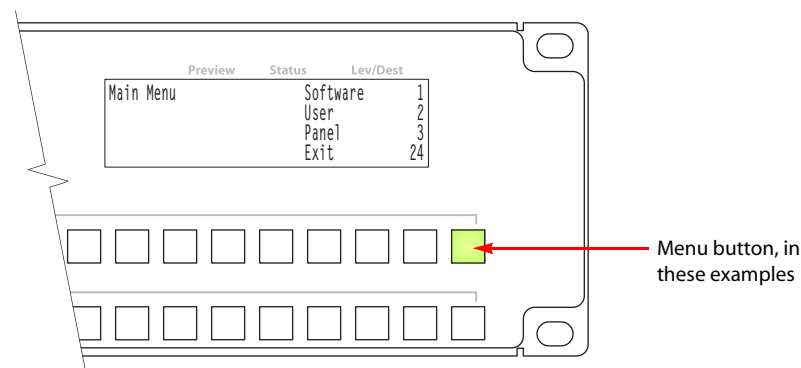 Preview Status Lev/Dest
Main Menu Software 1
User 2
Panel 3
Exit 24
Menu button, in
these examples